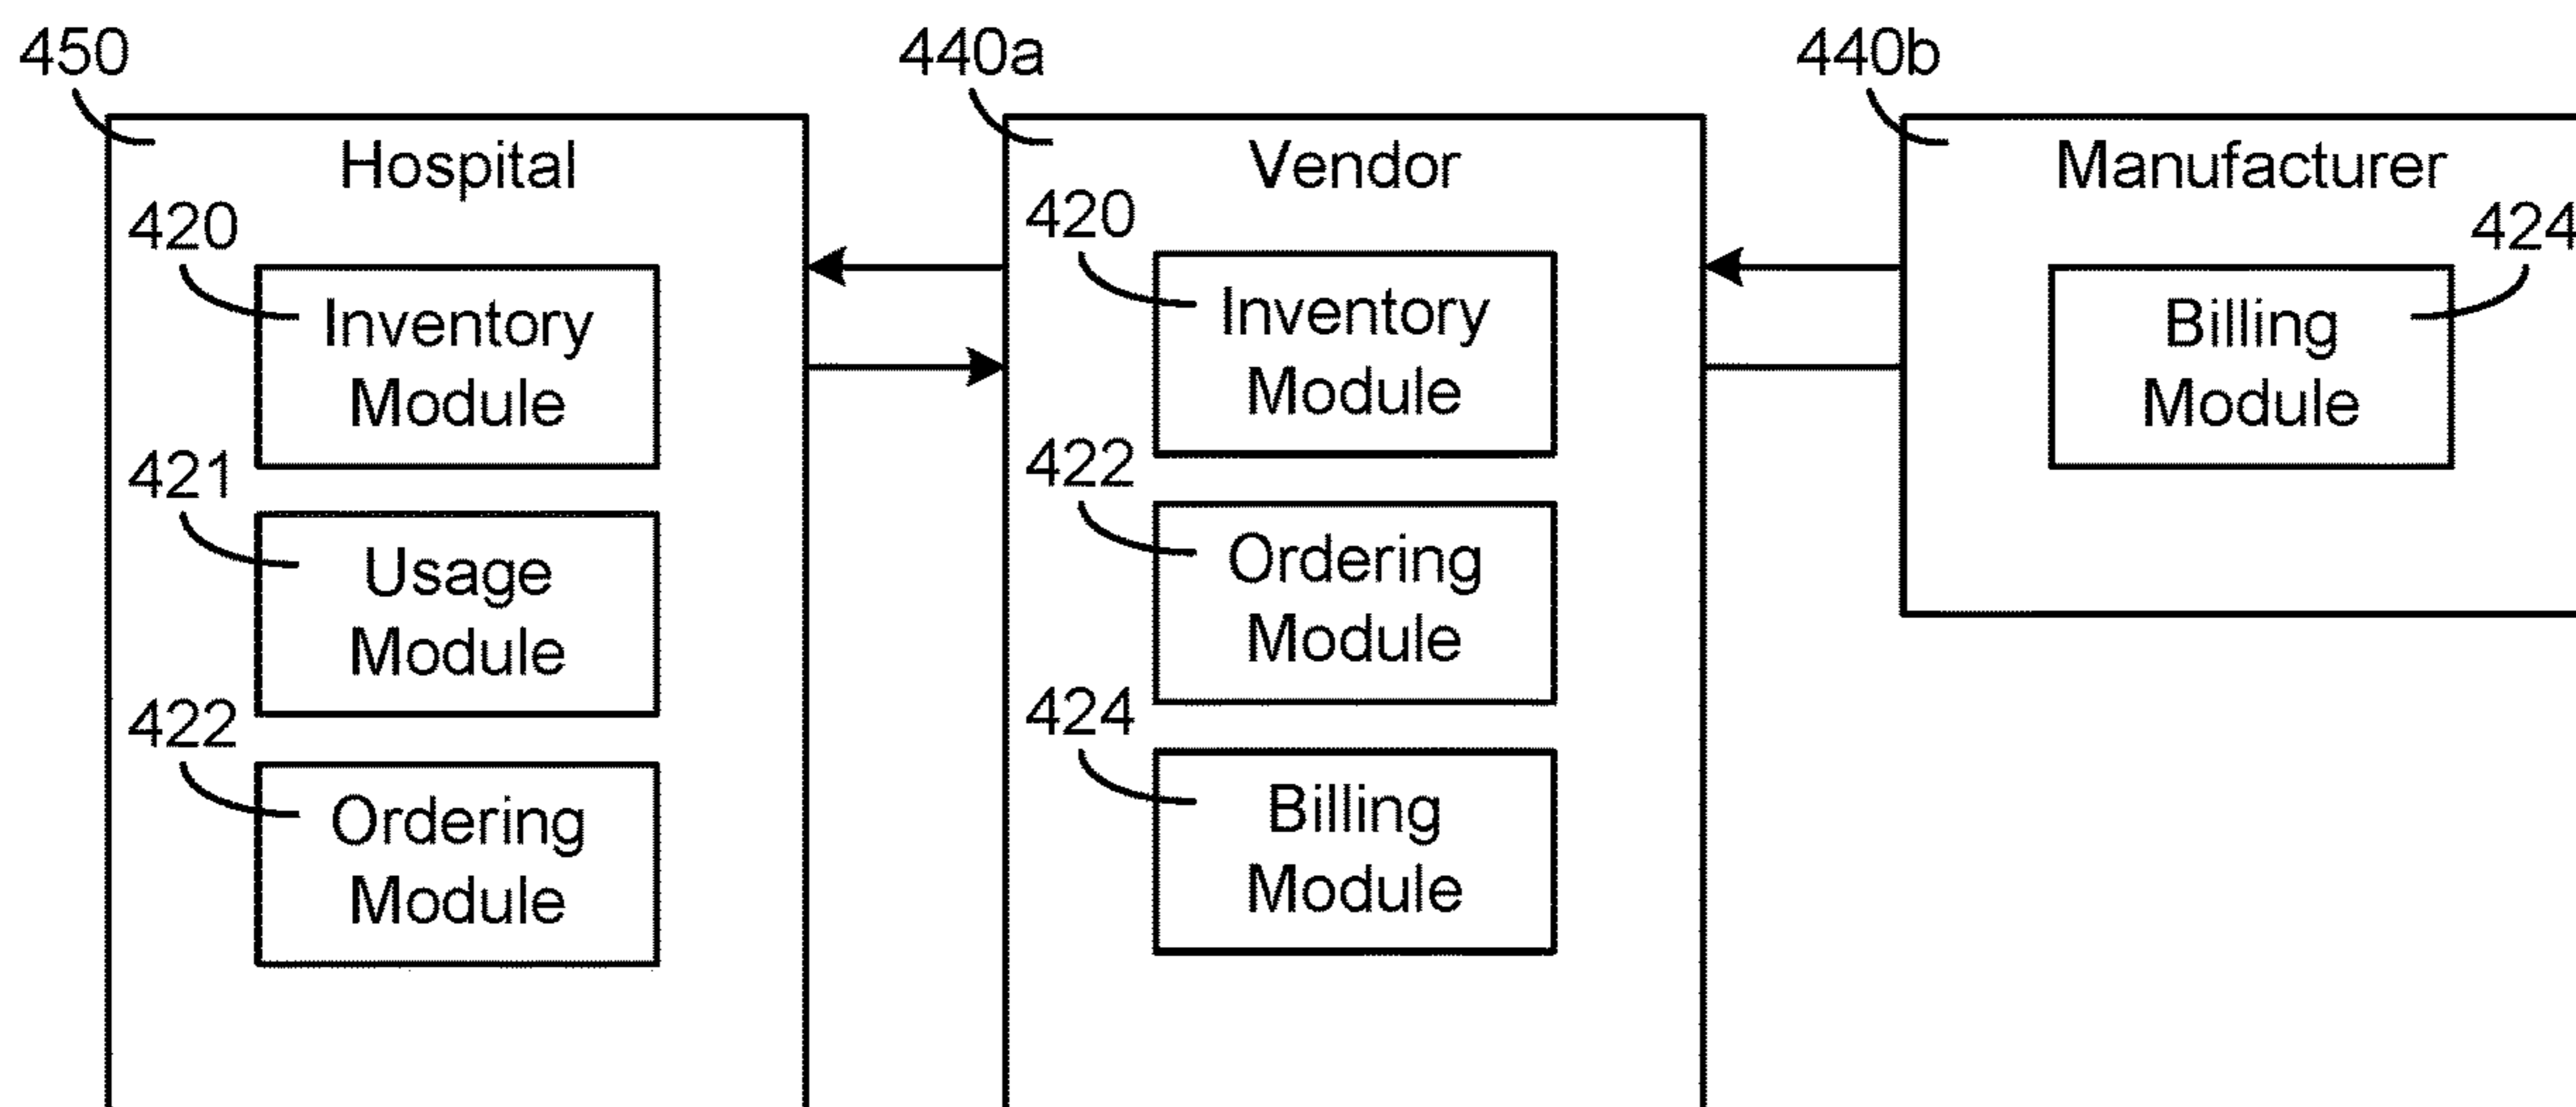 450
Hospital
420
Inventory
Module
421
Usage
Module
422
Ordering
Module
440a
Vendor
420
Inventory
Module
422
Ordering
Module
424
Billing
Module
440b
Manufacturer
424
Billing
Module